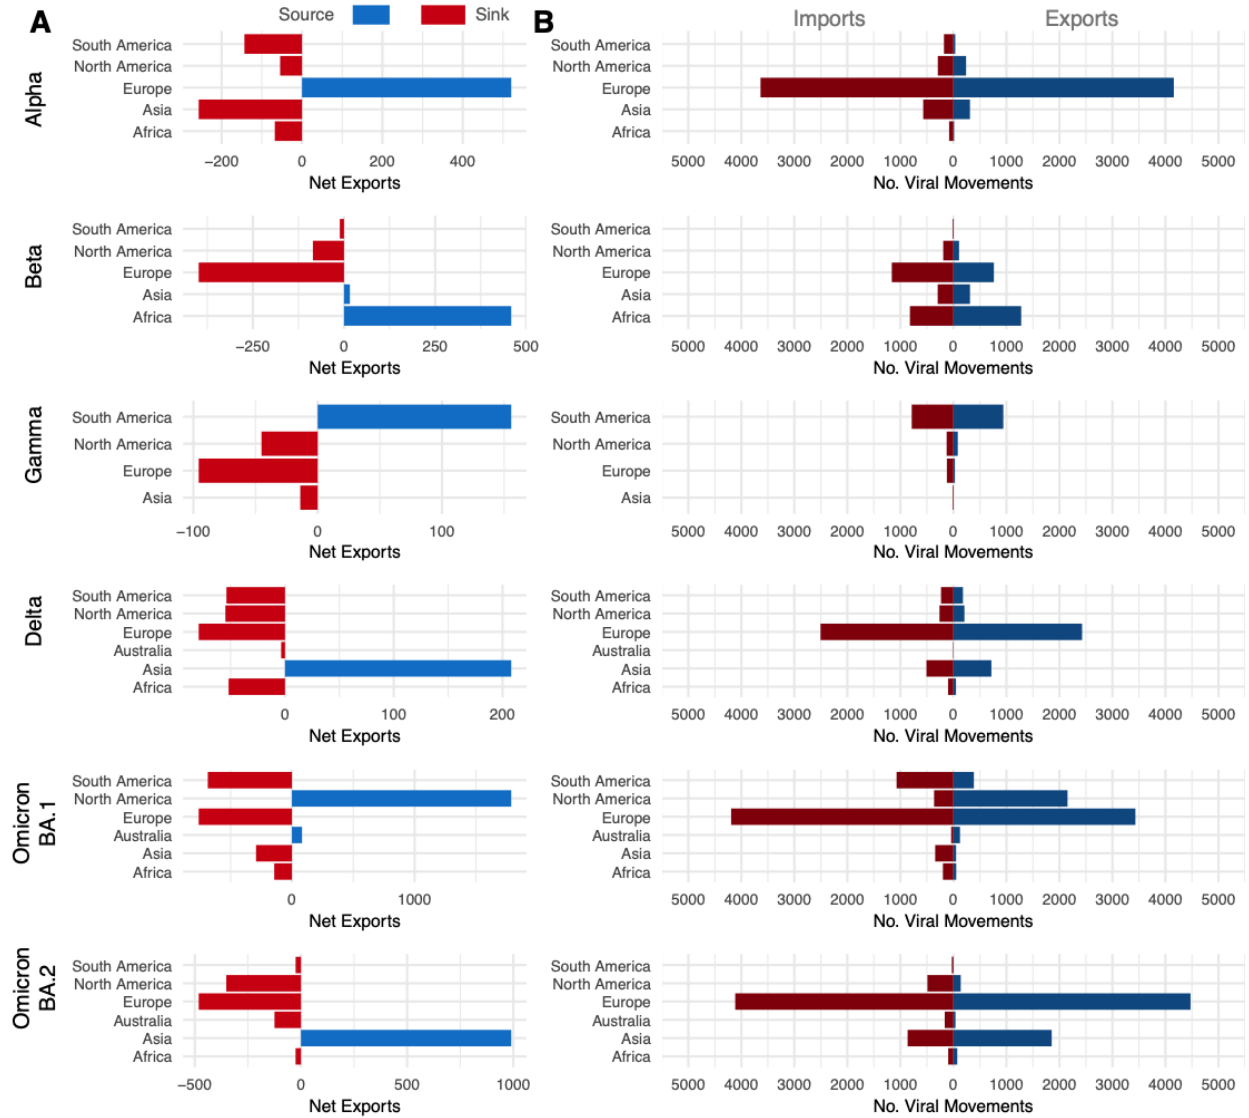 A
Source
Sink
B
Imports
Exports
Alpha
South America
North America
Europe
Asia
Africa
−200 0 200 400
Net Exports
South America
North America
Europe
Asia
Africa
5000 4000 3000 2000 1000 0 1000 2000 3000 4000 5000
No. Viral Movements
Beta
South America
North America
Europe
Asia
Africa
−250 0 250 500
Net Exports
South America
North America
Europe
Asia
Africa
5000 4000 3000 2000 1000 0 1000 2000 3000 4000 5000
No. Viral Movements
Gamma
South America
North America
Europe
Asia
−100 0 100
Net Exports
South America
North America
Europe
Asia
5000 4000 3000 2000 1000 0 1000 2000 3000 4000 5000
No. Viral Movements
Delta
South America
North America
Europe
Australia
Asia
Africa
0 100 200
Net Exports
South America
North America
Europe
Australia
Asia
Africa
5000 4000 3000 2000 1000 0 1000 2000 3000 4000 5000
No. Viral Movements
Omicron
BA.1
South America
North America
Europe
Australia
Asia
Africa
0 1000
Net Exports
South America
North America
Europe
Australia
Asia
Africa
5000 4000 3000 2000 1000 0 1000 2000 3000 4000 5000
No. Viral Movements
Omicron
BA.2
South America
North America
Europe
Australia
Asia
Africa
−500 0 500 1000
Net Exports
South America
North America
Europe
Australia
Asia
Africa
5000 4000 3000 2000 1000 0 1000 2000 3000 4000 5000
No. Viral Movements